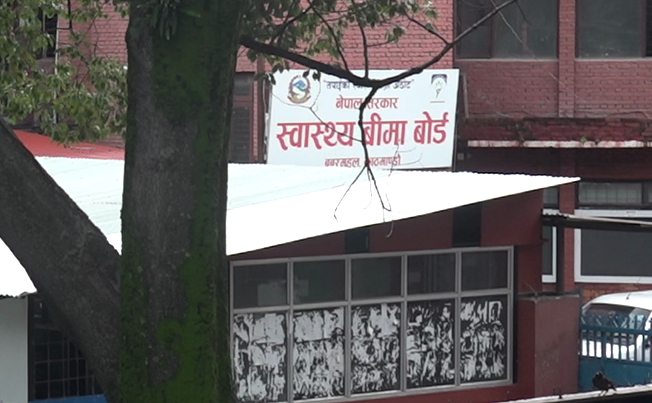 नेपाल सरकार
स्वास्थ्य बीमा बोर्ड
बबरमहल, काठमाण्डौ